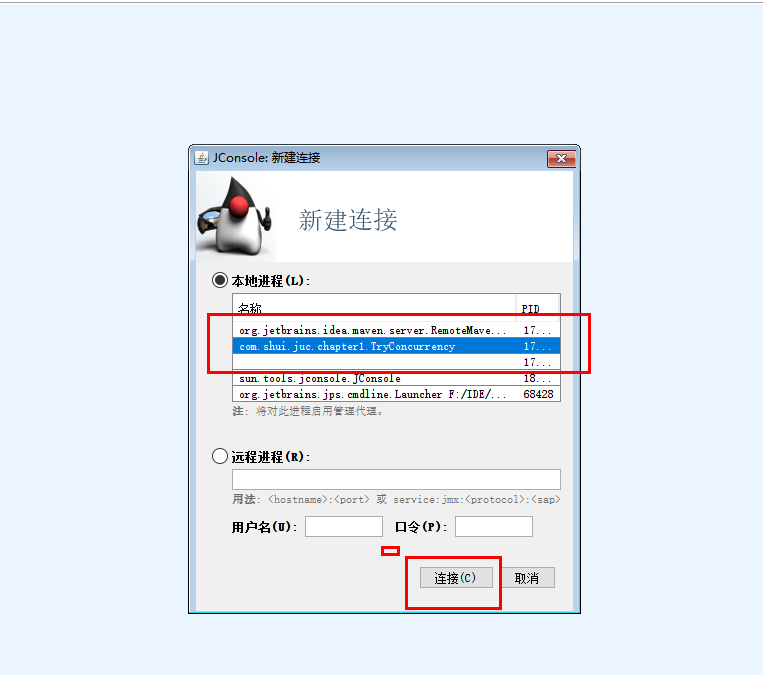 JConsole: 新建连接
新建连接
本地进程(L):
名称 PID
org.jetbrains.idea.maven.server.RemoteMave... 17...
com.shui.juc.chapter1.TryConcurrency 17...
17...
sun.tools.jconsole.JConsole 18...
org.jetbrains.jps.cmdline.Launcher F:/IDE/... 68428
注: 将对此进程启用管理代理。
远程进程(R):
用法: <hostname>:<port> 或 service:jmx:<protocol>:<sap>
用户名(U): 口令(P):
连接(C) 取消